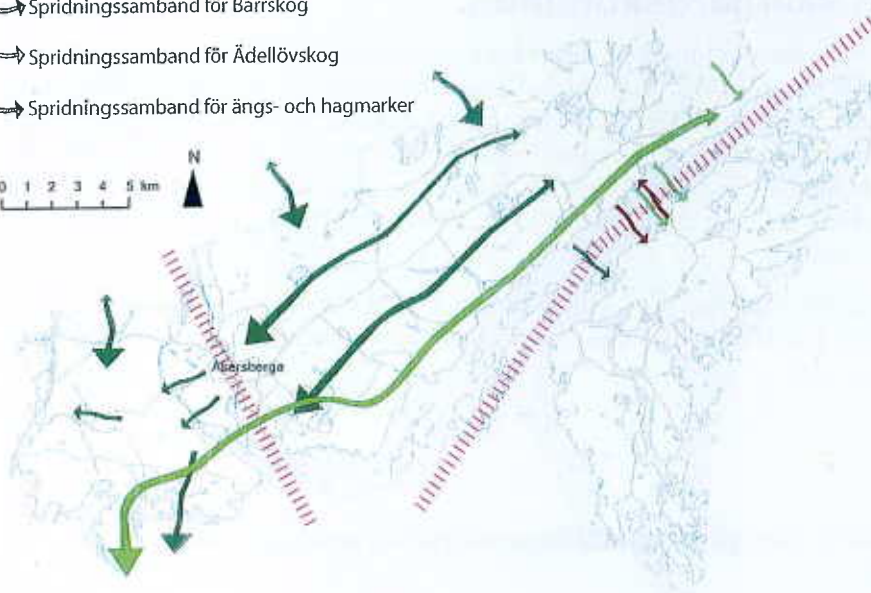 Spridningssamband för Barrskog
Spridningssamband för Ädellövskog
Spridningssamband för ängs- och hagmarker
N
0 1 2 3 4 5 km
Åkersberga